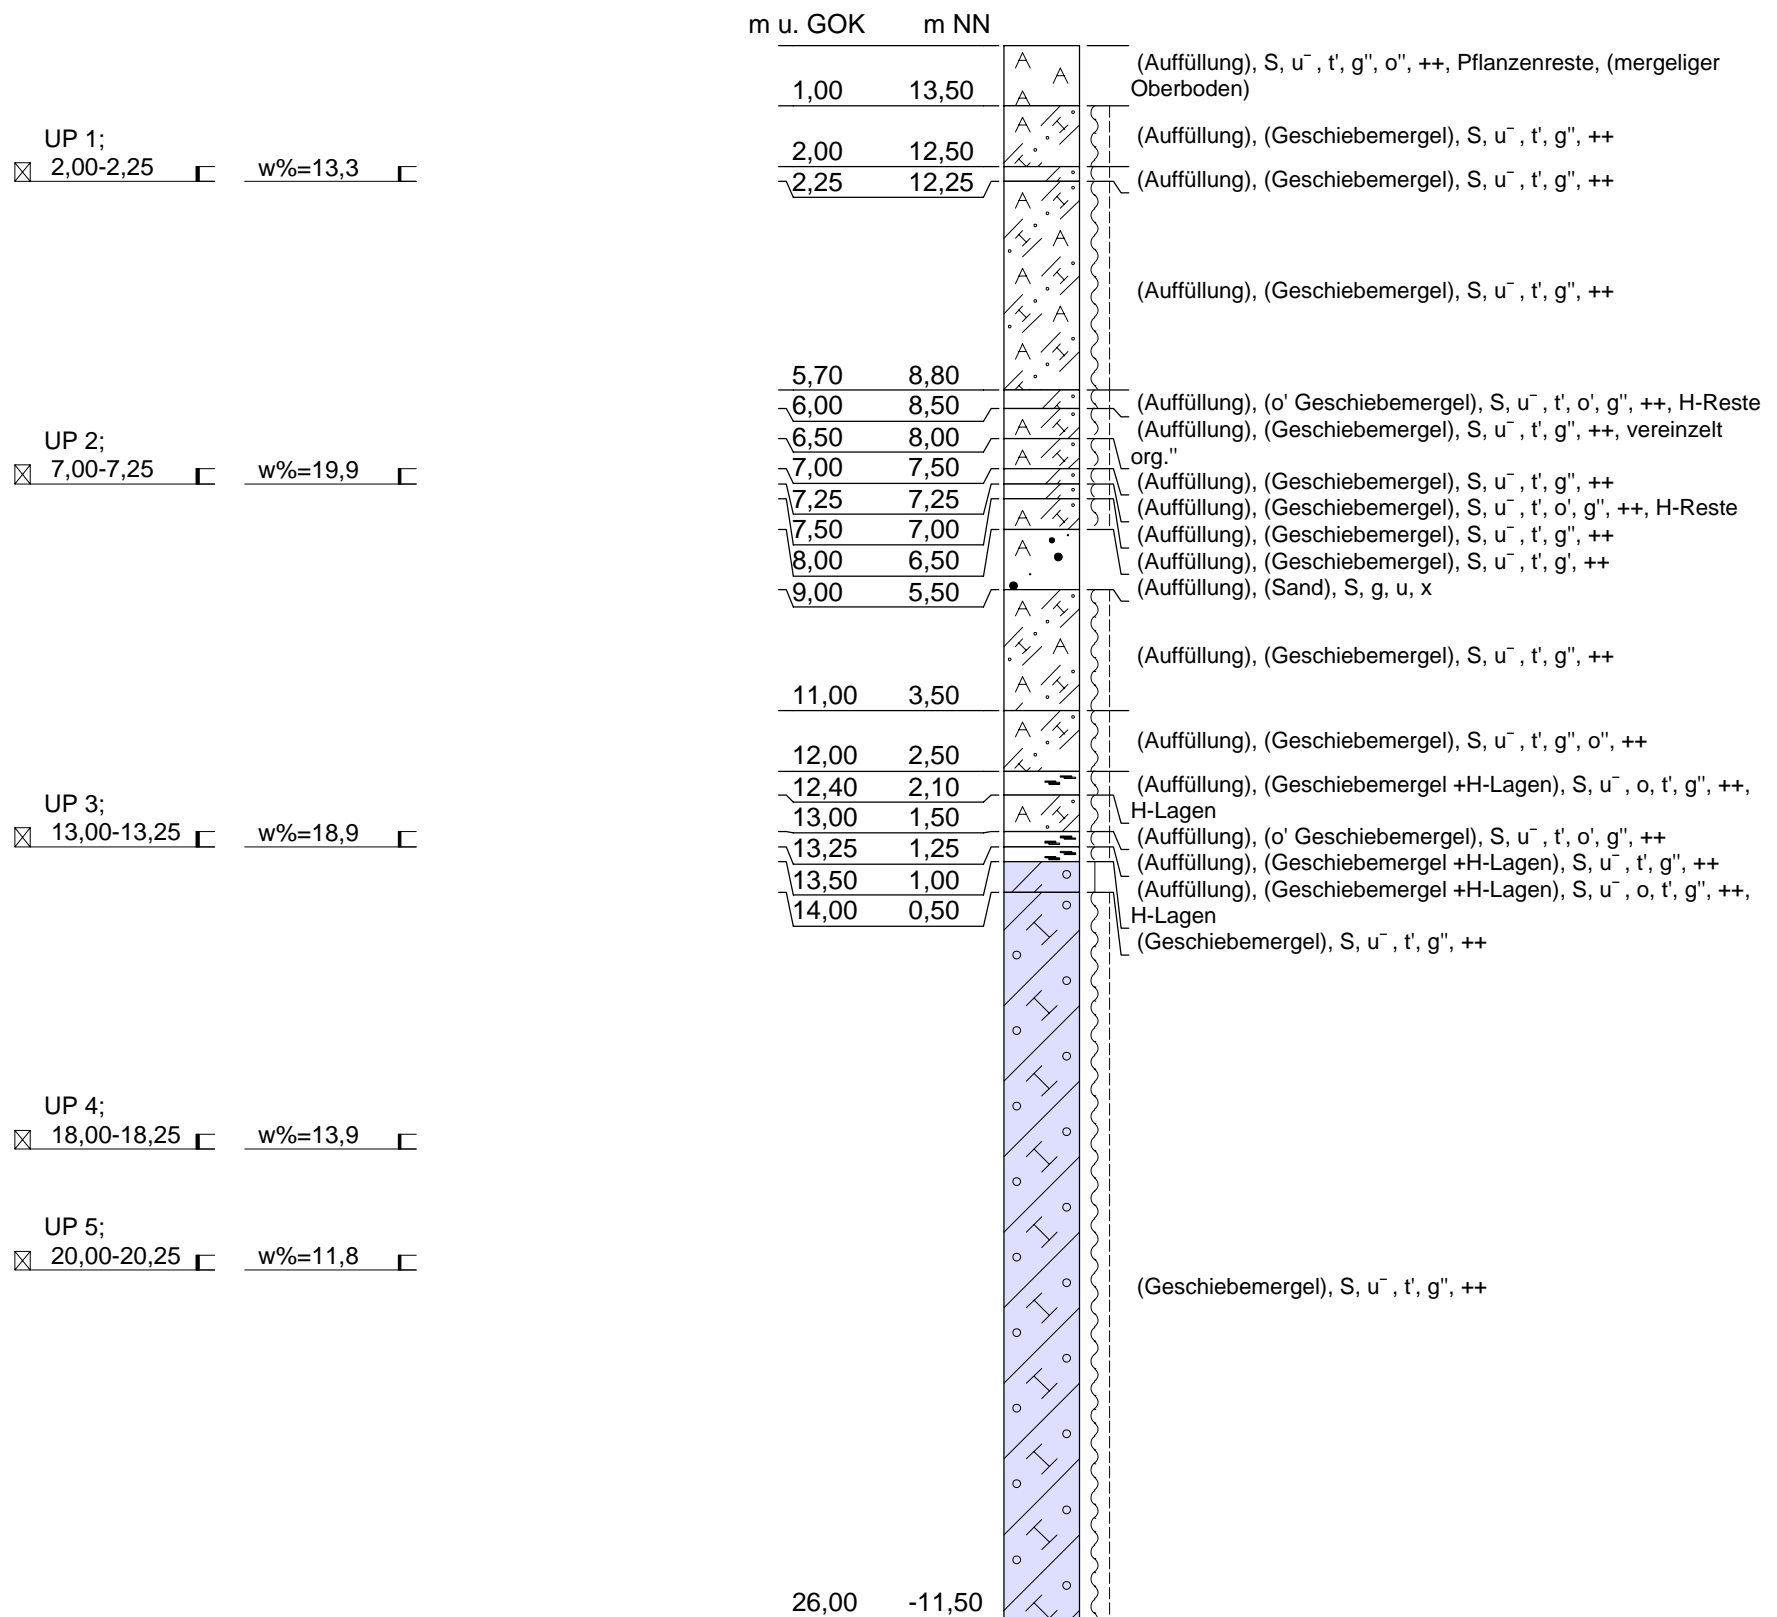 m u. GOK m NN
(Auffüllung), S, u¯ , t', g'', o'', ++, Pflanzenreste, (mergeliger
Oberboden)
1,00 13,50
(Auffüllung), (Geschiebemergel), S, u¯ , t', g'', ++
UP 1;
2,00-2,25 w%=13,3
2,00 12,50
2,25 12,25
(Auffüllung), (Geschiebemergel), S, u¯ , t', g'', ++
(Auffüllung), (Geschiebemergel), S, u¯ , t', g'', ++
5,70 8,80
6,00 8,50
(Auffüllung), (o' Geschiebemergel), S, u¯ , t', o', g'', ++, H-Reste
(Auffüllung), (Geschiebemergel), S, u¯ , t', g'', ++, vereinzelt
org.''
UP 2;
7,00-7,25 w%=19,9
6,50 8,00
7,00 7,50
(Auffüllung), (Geschiebemergel), S, u¯ , t', g'', ++
7,25 7,25
(Auffüllung), (Geschiebemergel), S, u¯ , t', o', g'', ++, H-Reste
7,50 7,00
(Auffüllung), (Geschiebemergel), S, u¯ , t', g'', ++
8,00 6,50
(Auffüllung), (Geschiebemergel), S, u¯ , t', g', ++
9,00 5,50
(Auffüllung), (Sand), S, g, u, x
(Auffüllung), (Geschiebemergel), S, u¯ , t', g'', ++
11,00 3,50
(Auffüllung), (Geschiebemergel), S, u¯ , t', g'', o'', ++
12,00 2,50
12,40 2,10
(Auffüllung), (Geschiebemergel +H-Lagen), S, u¯ , o, t', g'', ++,
H-Lagen
UP 3;
13,00-13,25 w%=18,9
13,00 1,50
(Auffüllung), (o' Geschiebemergel), S, u¯ , t', o', g'', ++
13,25 1,25
(Auffüllung), (Geschiebemergel +H-Lagen), S, u¯ , t', g'', ++
13,50 1,00
(Auffüllung), (Geschiebemergel +H-Lagen), S, u¯ , o, t', g'', ++,
H-Lagen
14,00 0,50
(Geschiebemergel), S, u¯ , t', g'', ++
UP 4;
18,00-18,25 w%=13,9
UP 5;
20,00-20,25 w%=11,8
(Geschiebemergel), S, u¯ , t', g'', ++
26,00 -11,50